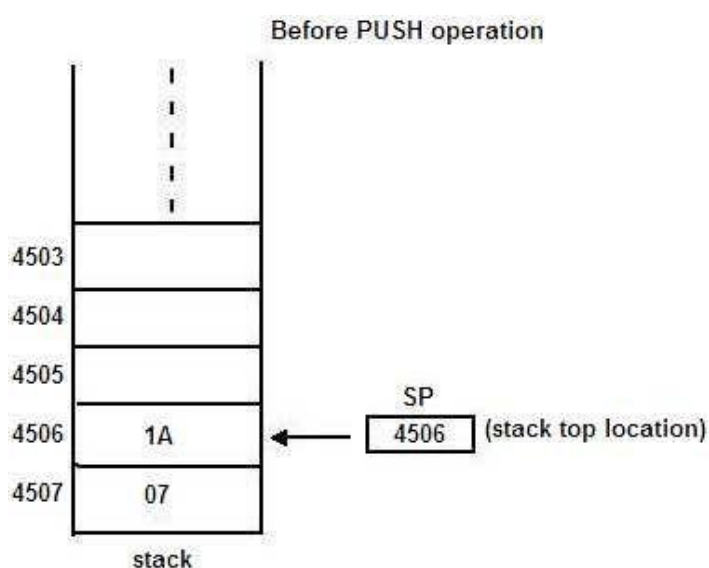 Before PUSH operation
4503
4504
4505
SP
4506 1A 4506 (stack top location)
4507 07
stack